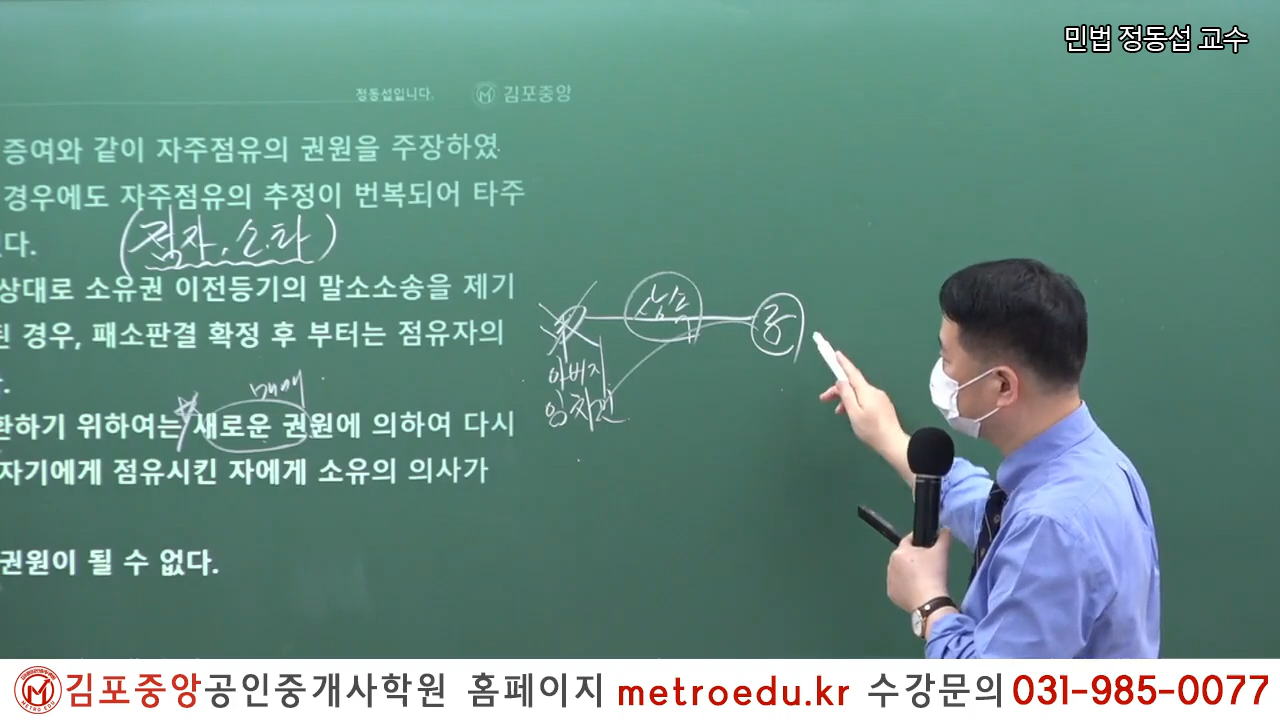 민법 정동섭 교수
정동섭입니다. 김포중앙
증여와 같이 자주점유의 권원을 주장하였
경우에도 자주점유의 추정이 번복되어 타주
다.
(점자, 소타)
상대로 소유권 이전등기의 말소소송을 제기
된 경우, 패소판결 확정 후 부터는 점유자의
상속
아버지
임차권
매매
환하기 위하여는 새로운 권원에 의하여 다시
자기에게 점유시킨 자에게 소유의 의사가
권원이 될 수 없다.
김포중앙공인중개사학원 홈페이지 metroedu.kr 수강문의 031-985-0077